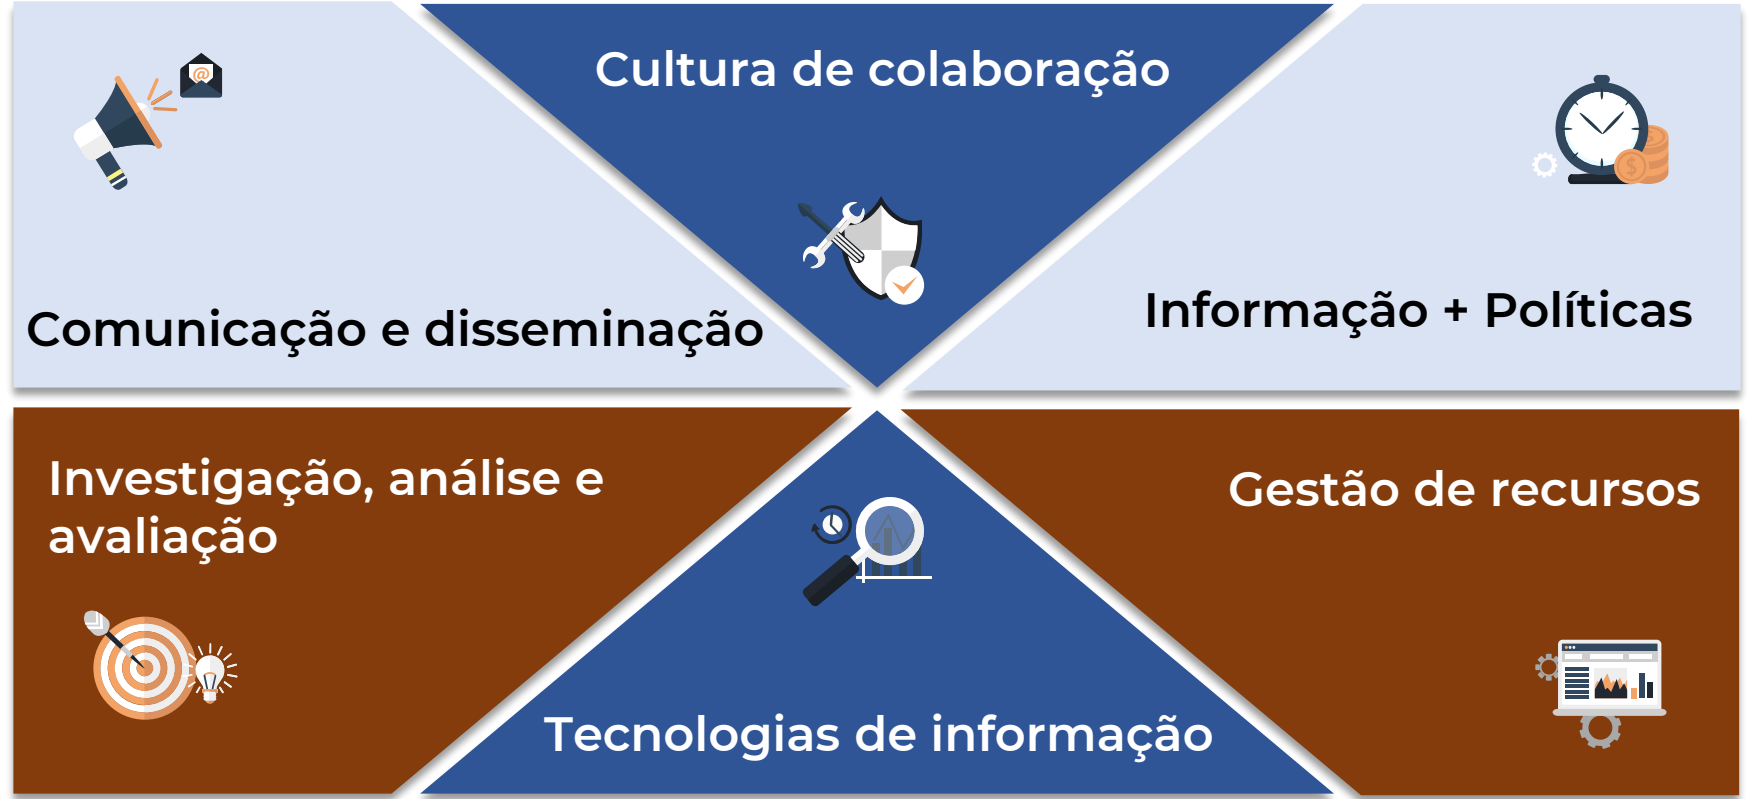 Cultura de colaboração
Comunicação e disseminação
Informação + Políticas
Investigação, análise e
avaliação
Gestão de recursos
Tecnologias de informação